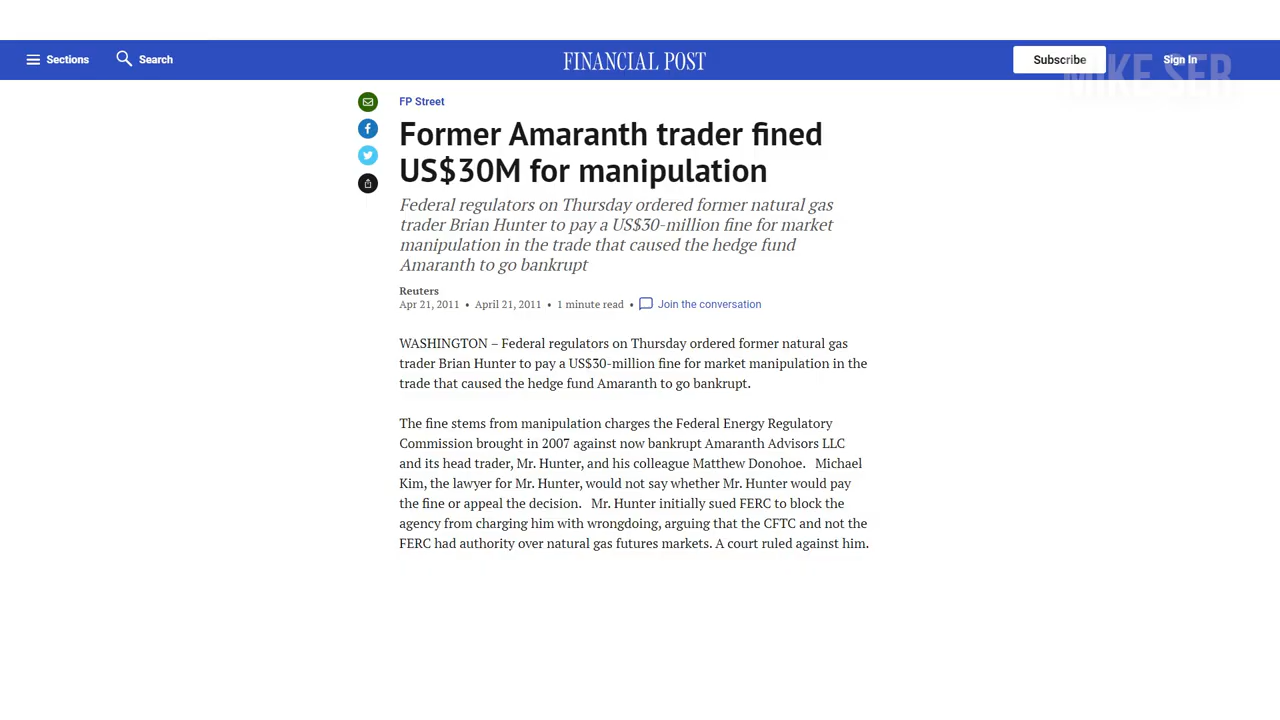 Sections
Search
FINANCIAL POST
Subscribe
Sign In
MIKE SER
FP Street
Former Amaranth trader fined
US$30M for manipulation
Federal regulators on Thursday ordered former natural gas
trader Brian Hunter to pay a US$30-million fine for market
manipulation in the trade that caused the hedge fund
Amaranth to go bankrupt
Reuters
Apr 21, 2011 • April 21, 2011 • 1 minute read • Join the conversation
WASHINGTON – Federal regulators on Thursday ordered former natural gas
trader Brian Hunter to pay a US$30-million fine for market manipulation in the
trade that caused the hedge fund Amaranth to go bankrupt.
The fine stems from manipulation charges the Federal Energy Regulatory
Commission brought in 2007 against now bankrupt Amaranth Advisors LLC
and its head trader, Mr. Hunter, and his colleague Matthew Donohoe. Michael
Kim, the lawyer for Mr. Hunter, would not say whether Mr. Hunter would pay
the fine or appeal the decision. Mr. Hunter initially sued FERC to block the
agency from charging him with wrongdoing, arguing that the CFTC and not the
FERC had authority over natural gas futures markets. A court ruled against him.